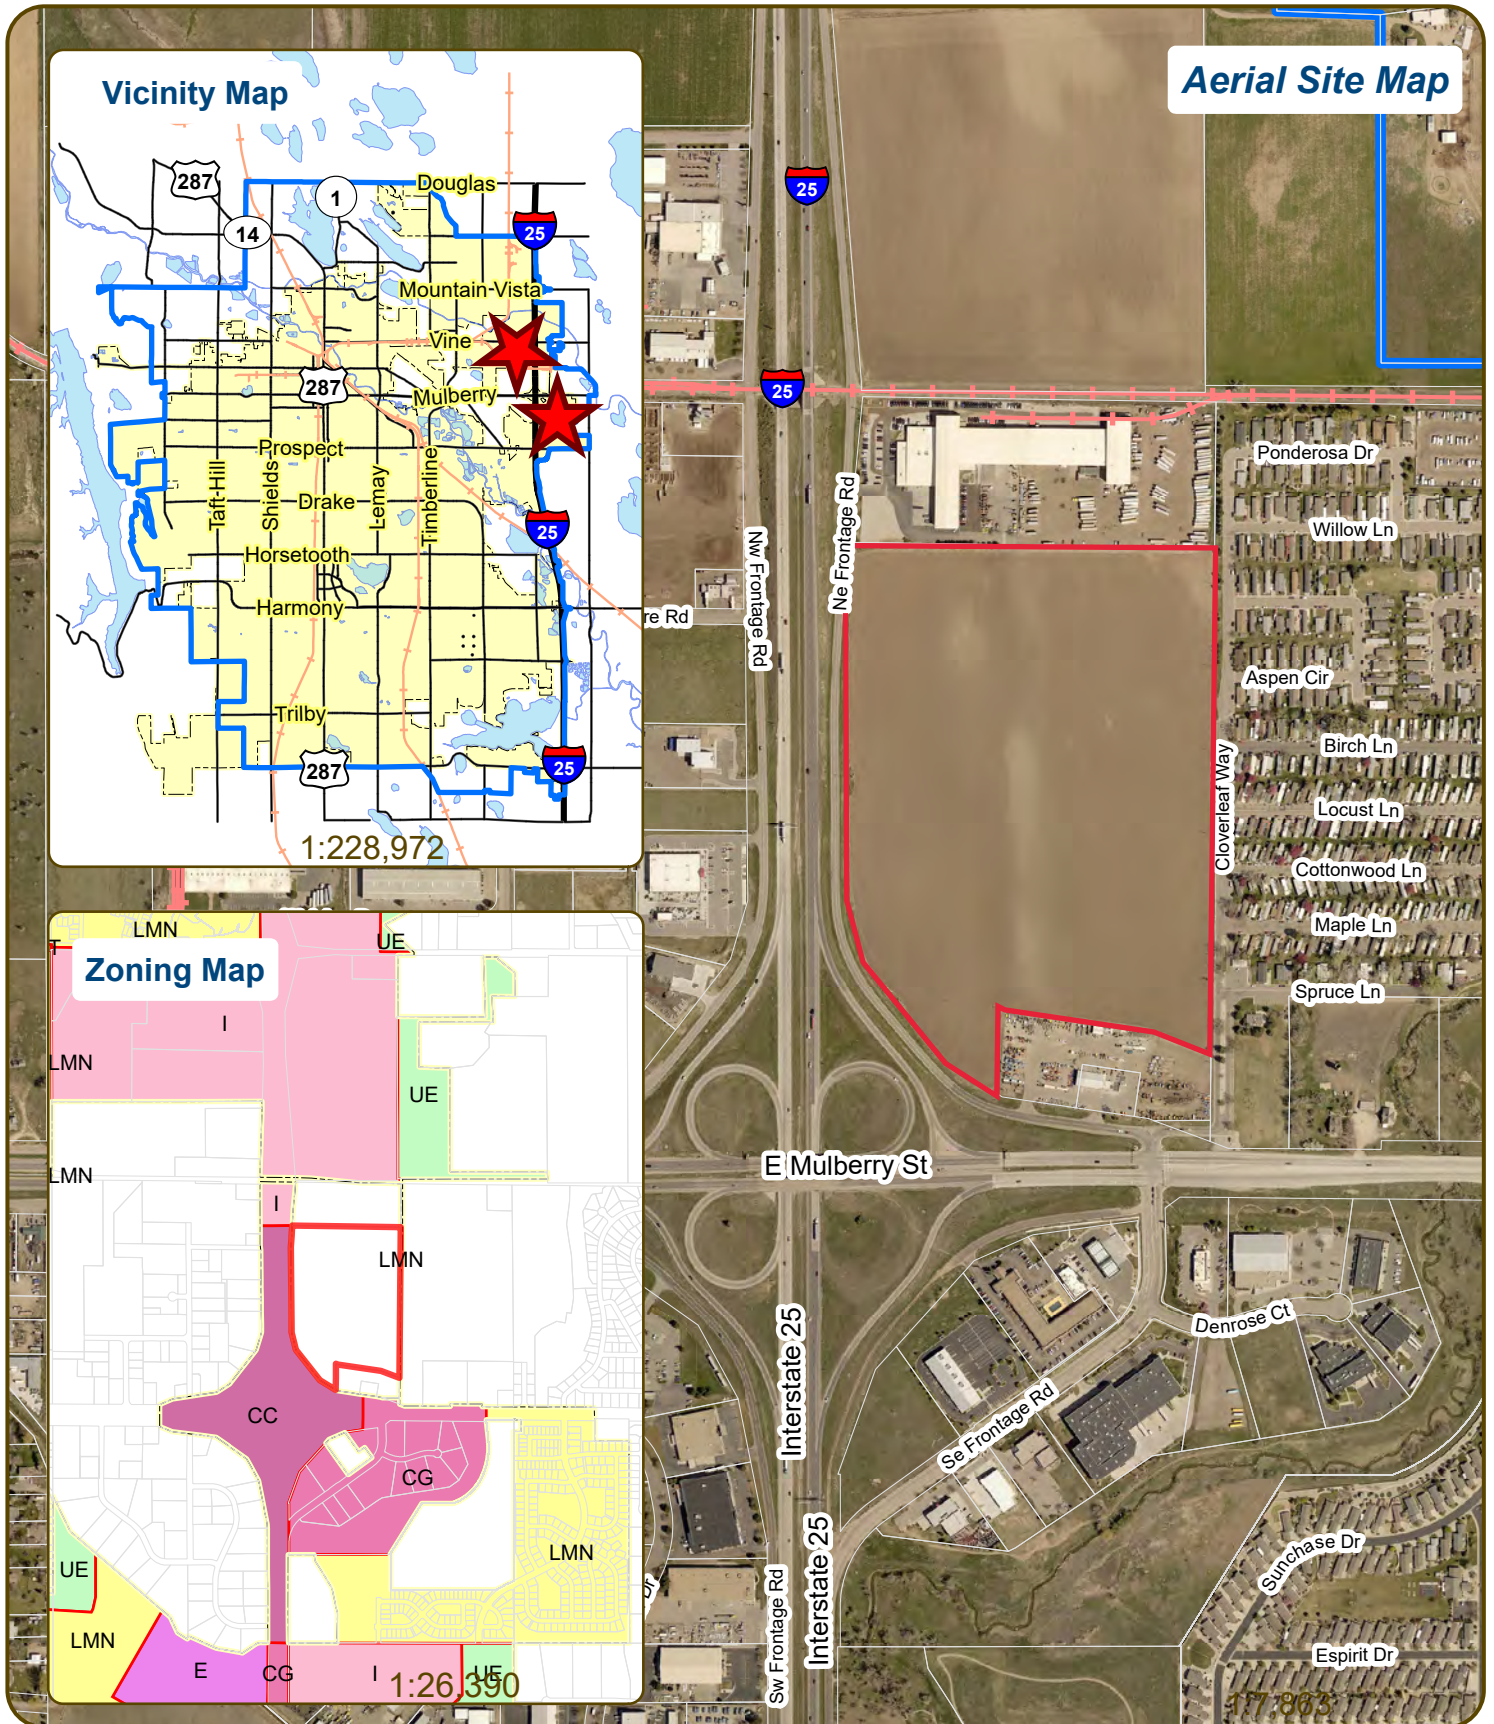 Vicinity Map
287
1
14
Douglas
25
Mountain-Vista
Vine
287
Mulberry
Prospect
Taft-Hill
Shields
Drake
Lemay
Timberline
25
Horsetooth
Harmony
Trilby
287
25
1:228,972
Aerial Site Map
25
25
Ponderosa Dr
Ne Frontage Rd
Willow Ln
Nw Frontage Rd
re Rd
Aspen Cir
Birch Ln
Cloverleaf Way
Locust Ln
Cottonwood Ln
Maple Ln
Spruce Ln
E Mulberry St
Denrose Ct
Interstate 25
Se Frontage Rd
Sunchase Dr
Interstate 25
Dr
Sw Frontage Rd
Espirit Dr
1:7,863
Zoning Map
LMN
UE
T
I
LMN
UE
LMN
I
LMN
CC
CG
LMN
UE
LMN
E
CG
I
UE
1:26,390